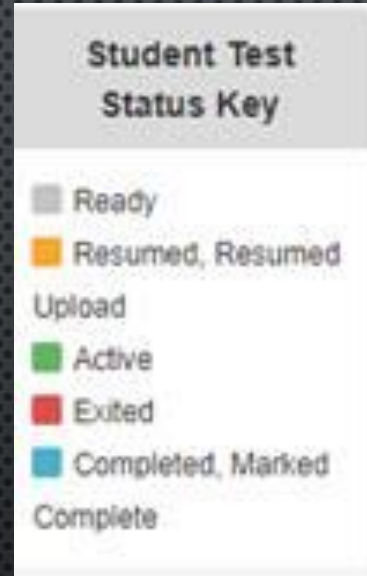 Student Test
Status Key
Ready
Resumed, Resumed
Upload
Active
Exited
Completed, Marked
Complete